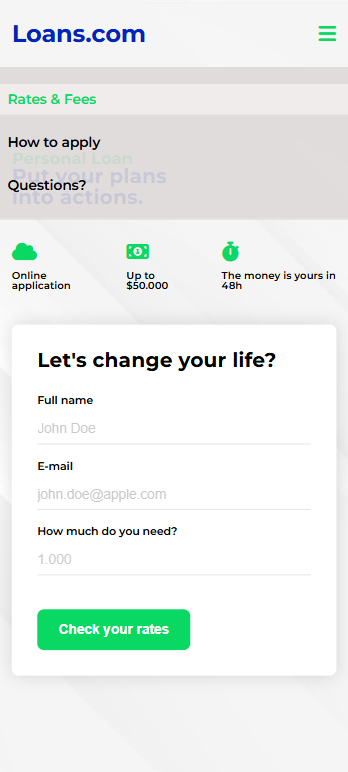 Loans.com
Rates & Fees
How to apply
Personal Loan
Put your plans
Questions?
into actions.
Online
application
Up to
$50.000
The money is yours in
48h
Let's change your life?
Full name
John Doe
E-mail
john.doe@apple.com
How much do you need?
1.000
Check your rates